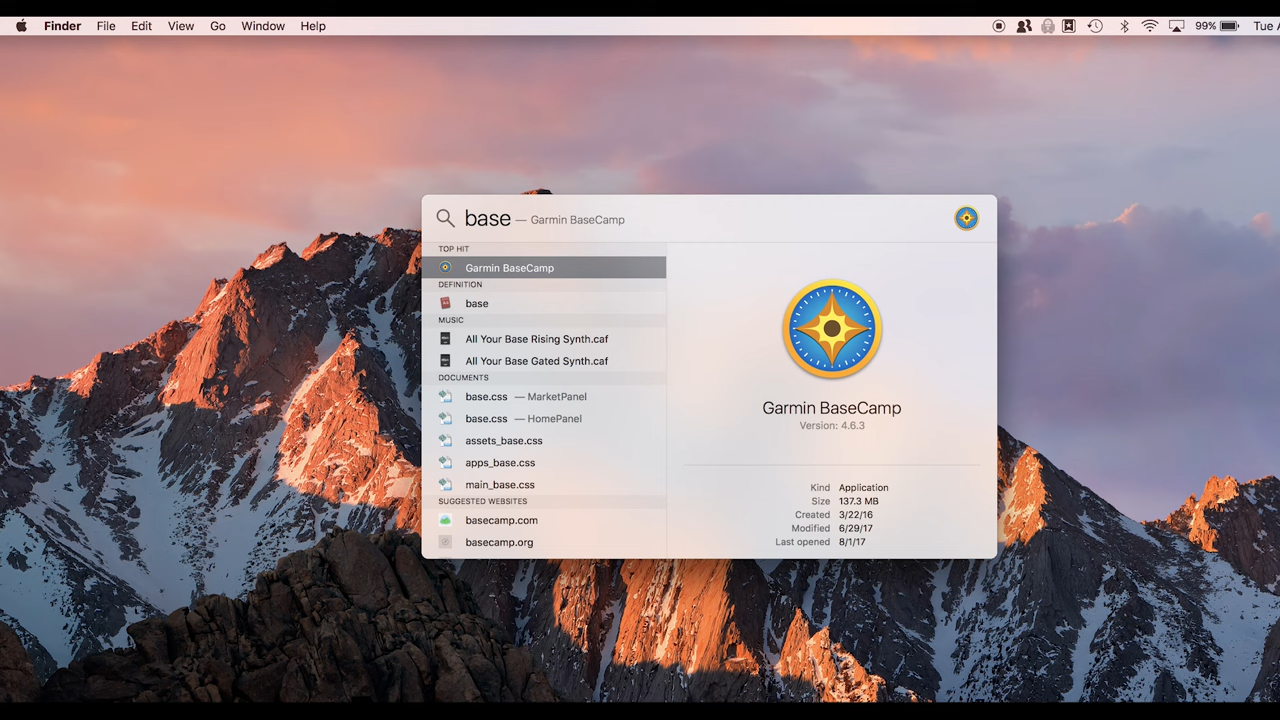 Finder File Edit View Go Window Help 99% Tue
base — Garmin BaseCamp
TOP HIT
Garmin BaseCamp
DEFINITION
base
MUSIC
All Your Base Rising Synth.caf
All Your Base Gated Synth.caf
DOCUMENTS
base.css — MarketPanel
base.css — HomePanel
assets_base.css
apps_base.css
main_base.css
SUGGESTED WEBSITES
basecamp.com
basecamp.org
Garmin BaseCamp
Version: 4.6.3
Kind Application
Size 137.3 MB
Created 3/22/16
Modified 6/29/17
Last opened 8/1/17